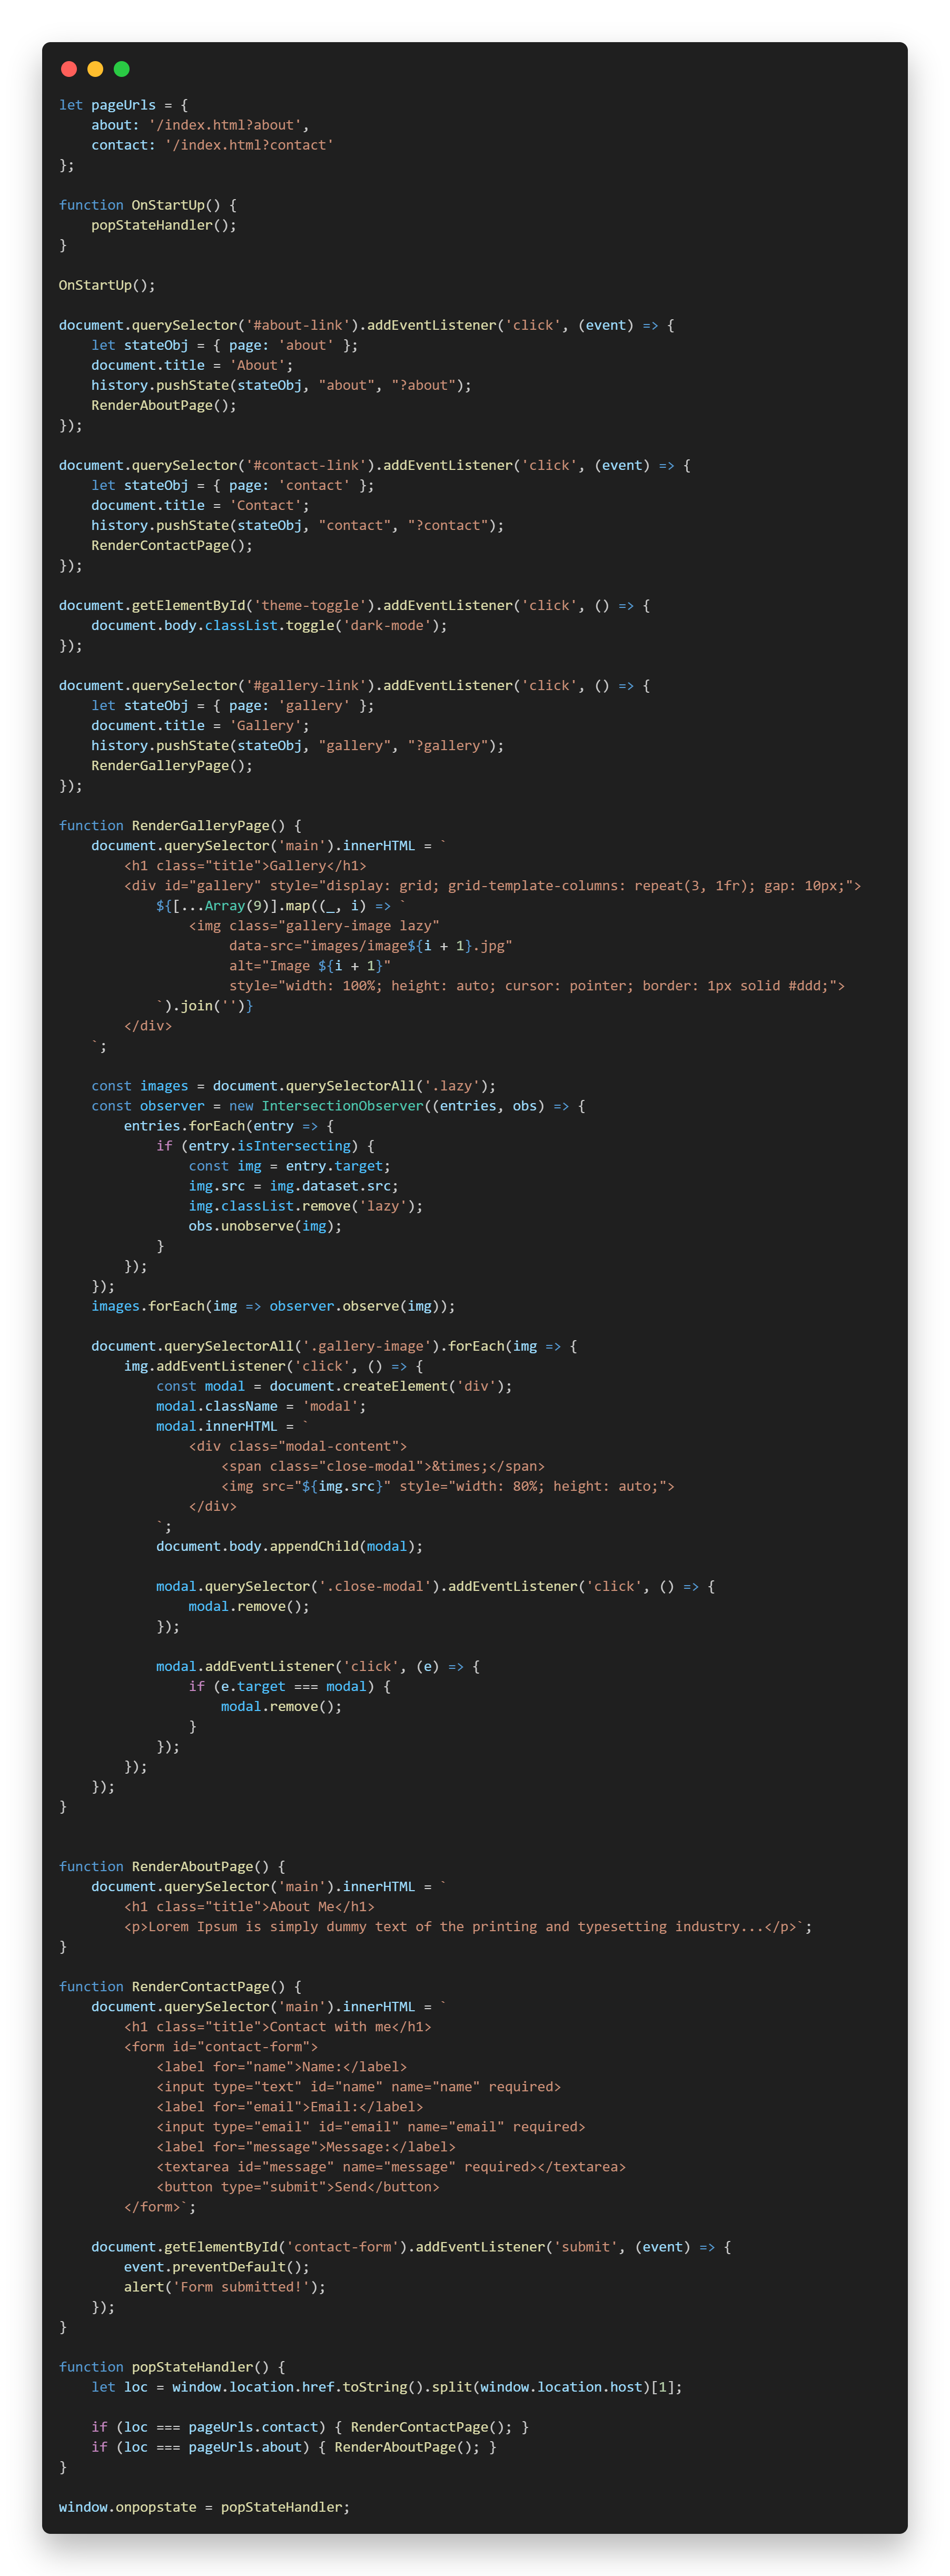 let pageUrls = {
    about: '/index.html?about',
    contact: '/index.html?contact'
};

function OnStartUp() {
    popStateHandler();
}

OnStartUp();

document.querySelector('#about-link').addEventListener('click', (event) => {
    let stateObj = { page: 'about' };
    document.title = 'About';
    history.pushState(stateObj, "about", "?about");
    RenderAboutPage();
});

document.querySelector('#contact-link').addEventListener('click', (event) => {
    let stateObj = { page: 'contact' };
    document.title = 'Contact';
    history.pushState(stateObj, "contact", "?contact");
    RenderContactPage();
});

document.getElementById('theme-toggle').addEventListener('click', () => {
    document.body.classList.toggle('dark-mode');
});

document.querySelector('#gallery-link').addEventListener('click', () => {
    let stateObj = { page: 'gallery' };
    document.title = 'Gallery';
    history.pushState(stateObj, "gallery", "?gallery");
    RenderGalleryPage();
});

function RenderGalleryPage() {
    document.querySelector('main').innerHTML = `
        <h1 class="title">Gallery</h1>
        <div id="gallery" style="display: grid; grid-template-columns: repeat(3, 1fr); gap: 10px;">
            ${[...Array(9)].map((_, i) => `
                <img class="gallery-image lazy"
                     data-src="images/image${i + 1}.jpg"
                     alt="Image ${i + 1}"
                     style="width: 100%; height: auto; cursor: pointer; border: 1px solid #ddd;">
            `).join('')}
        </div>
    `;

    const images = document.querySelectorAll('.lazy');
    const observer = new IntersectionObserver((entries, obs) => {
        entries.forEach(entry => {
            if (entry.isIntersecting) {
                const img = entry.target;
                img.src = img.dataset.src;
                img.classList.remove('lazy');
                obs.unobserve(img);
            }
        });
    });
    images.forEach(img => observer.observe(img));

    document.querySelectorAll('.gallery-image').forEach(img => {
        img.addEventListener('click', () => {
            const modal = document.createElement('div');
            modal.className = 'modal';
            modal.innerHTML = `
                <div class="modal-content">
                    <span class="close-modal">&times;</span>
                    <img src="${img.src}" style="width: 80%; height: auto;">
                </div>
            `;
            document.body.appendChild(modal);

            modal.querySelector('.close-modal').addEventListener('click', () => {
                modal.remove();
            });

            modal.addEventListener('click', (e) => {
                if (e.target === modal) {
                    modal.remove();
                }
            });
        });
    });
}


function RenderAboutPage() {
    document.querySelector('main').innerHTML = `
        <h1 class="title">About Me</h1>
        <p>Lorem Ipsum is simply dummy text of the printing and typesetting industry...</p>`;
}

function RenderContactPage() {
    document.querySelector('main').innerHTML = `
        <h1 class="title">Contact with me</h1>
        <form id="contact-form">
            <label for="name">Name:</label>
            <input type="text" id="name" name="name" required>
            <label for="email">Email:</label>
            <input type="email" id="email" name="email" required>
            <label for="message">Message:</label>
            <textarea id="message" name="message" required></textarea>
            <button type="submit">Send</button>
        </form>`;

    document.getElementById('contact-form').addEventListener('submit', (event) => {
        event.preventDefault();
        alert('Form submitted!');
    });
}

function popStateHandler() {
    let loc = window.location.href.toString().split(window.location.host)[1];

    if (loc === pageUrls.contact) { RenderContactPage(); }
    if (loc === pageUrls.about) { RenderAboutPage(); }
}

window.onpopstate = popStateHandler;